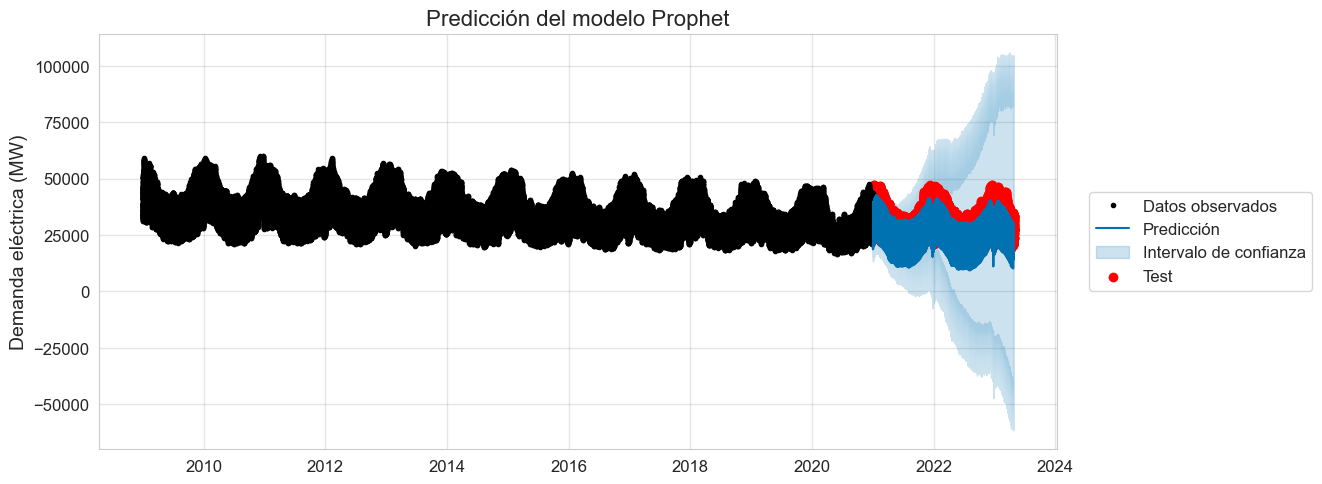 Predicción del modelo Prophet
Demanda eléctrica (MW)
100000
75000
50000
25000
0
−25000
−50000
2010
2012
2014
2016
2018
2020
2022
2024
Datos observados
Predicción
Intervalo de confianza
Test